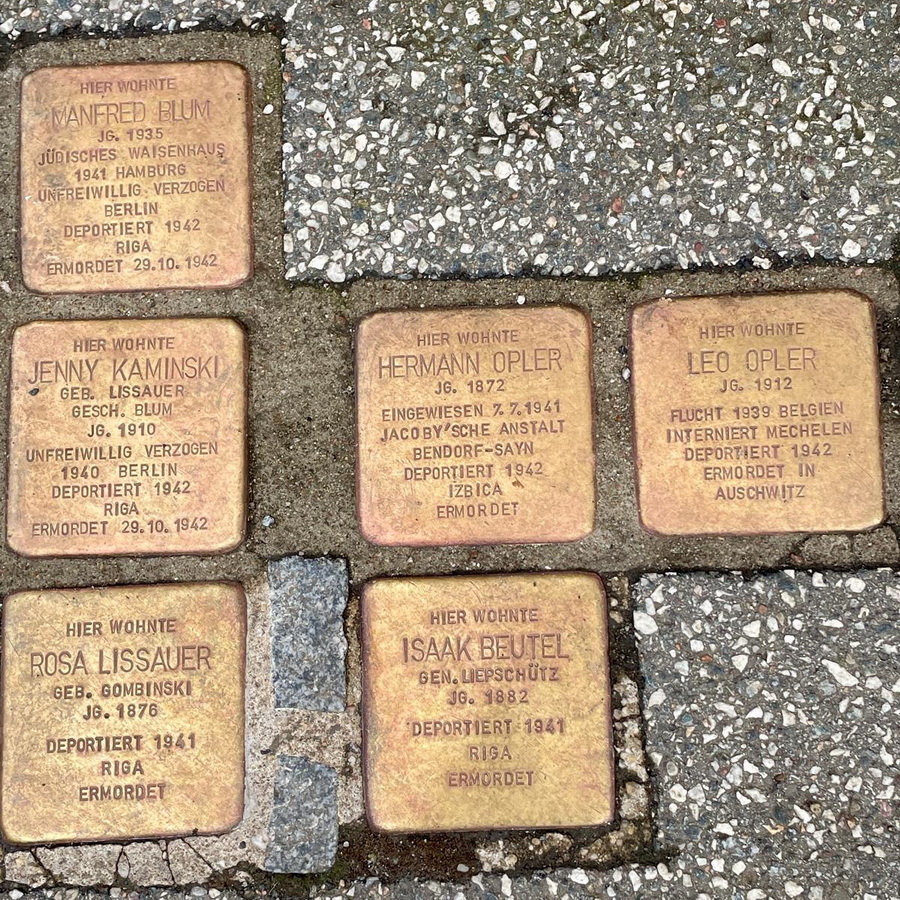 HIER WOHNTE
MANFRED BLUM
JG. 1935
JÜDISCHES WAISENHAUS
1941 HAMBURG
UNFREIWILLIG VERZOGEN
BERLIN
DEPORTIERT 1942
RIGA
ERMORDET 29.10.1942
HIER WOHNTE
JENNY KAMINSKI
GEB. LISSAUER
GESCH. BLUM
JG. 1910
UNFREIWILLIG VERZOGEN
1940 BERLIN
DEPORTIERT 1942
RIGA
ERMORDET 29.10.1942
HIER WOHNTE
HERMANN OPLER
JG. 1872
EINGEWIESEN 7.7.1941
JACOBY'SCHE ANSTALT
BENDORF-SAYN
DEPORTIERT 1942
IZBICA
ERMORDET
HIER WOHNTE
LEO OPLER
JG. 1912
FLUCHT 1939 BELGIEN
INTERNIERT MECHELEN
DEPORTIERT 1942
ERMORDET IN
AUSCHWITZ
HIER WOHNTE
ROSA LISSAUER
GEB. GOMBINSKI
JG. 1876
DEPORTIERT 1941
RIGA
ERMORDET
HIER WOHNTE
ISAAK BEUTEL
GEN. LIEPSCHÜTZ
JG. 1882
DEPORTIERT 1941
RIGA
ERMORDET